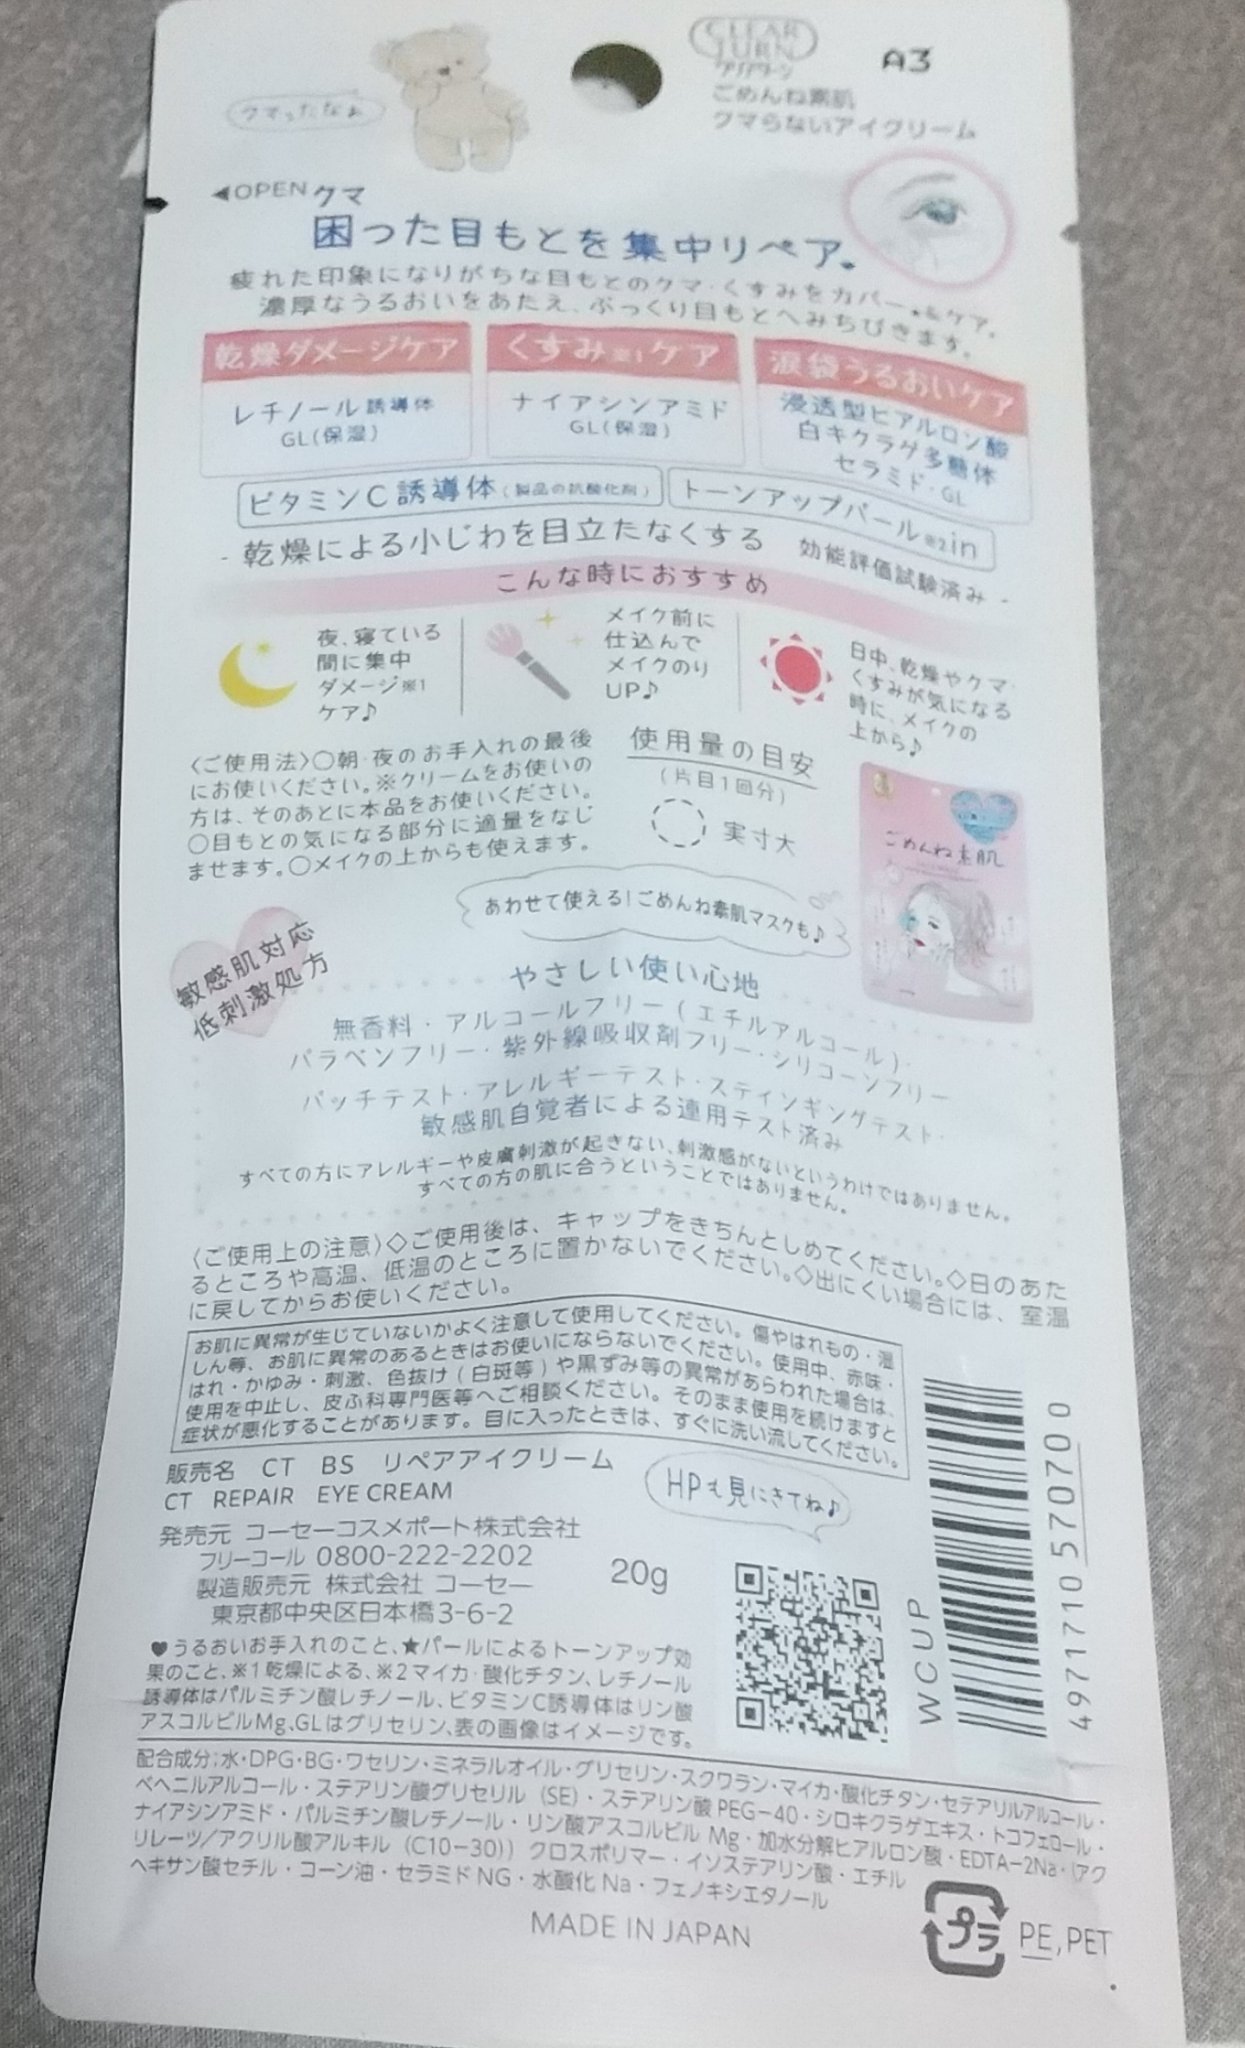 クマったなぁ
CLEAR
TURN
クリアターン
ごめんね素肌
クマらないアイクリーム
A3
◀OPEN
クマ
困った目もとを集中リペア。
疲れた印象になりがちな目もとのクマ・くすみをカバー★&ケア。
濃厚なうるおいをあたえ、ぷっくり目もとへみちびきます。
乾燥ダメージケア
レチノール誘導体
GL(保湿)
くすみ※1ケア
ナイアシンアミド
GL(保湿)
涙袋うるおいケア
浸透型ヒアルロン酸
白キクラゲ多糖体
セラミド・GL
ビタミンC誘導体(製品の抗酸化剤)
トーンアップパール※2in
- 乾燥による小じわを目立たなくする 効能評価試験済み -
こんな時におすすめ
夜、寝ている
間に集中
ダメージ※1
ケア♪
メイク前に
仕込んで
メイクのり
UP♪
日中、乾燥やクマ・
くすみが気になる
時に、メイクの
上から♪
〈ご使用法〉○朝・夜のお手入れの最後
にお使いください。※クリームをお使いの
方は、そのあとに本品をお使いください。
○目もとの気になる部分に適量をなじ
ませます。○メイクの上からも使えます。
使用量の目安
(片目1回分)
実寸大
ごめんね素肌
あわせて使える!ごめんね素肌マスクも♪
敏感肌対応
低刺激処方
やさしい使い心地
無香料・アルコールフリー(エチルアルコール)・
パラベンフリー・紫外線吸収剤フリー・シリコーンフリー
パッチテスト・アレルギーテスト・スティンギングテスト・
敏感肌自覚者による連用テスト済み
すべての方にアレルギーや皮膚刺激が起きない、刺激感がないというわけではありません。
すべての方の肌に合うということではありません。
〈ご使用上の注意〉◇ご使用後は、キャップをきちんとしめてください。◇日のあた
るところや高温、低温のところに置かないでください。◇出にくい場合には、室温
に戻してからお使いください。
お肌に異常が生じていないかよく注意して使用してください。傷やはれもの・湿
しん等、お肌に異常のあるときはお使いにならないでください。使用中、赤味・
はれ・かゆみ・刺激、色抜け(白斑等)や黒ずみ等の異常があらわれた場合は、
使用を中止し、皮ふ科専門医等へご相談ください。そのまま使用を続けますと
症状が悪化することがあります。目に入ったときは、すぐに洗い流してください。
販売名 CT BS リペアアイクリーム
CT REPAIR EYE CREAM
発売元 コーセーコスメポート株式会社
フリーコール 0800-222-2202
製造販売元 株式会社 コーセー
東京都中央区日本橋3-6-2
20g
HPも見にきてね♪
WCUP
4971710570700
♥うるおいお手入れのこと、★パールによるトーンアップ効
果のこと、※1乾燥による、※2マイカ・酸化チタン、レチノール
誘導体はパルミチン酸レチノール、ビタミンC誘導体はリン酸
アスコルビルMg、GLはグリセリン、表の画像はイメージです。
配合成分:水・DPG・BG・ワセリン・ミネラルオイル・グリセリン・スクワラン・マイカ・酸化チタン・セテアリルアルコール・
ベヘニルアルコール・ステアリン酸グリセリル(SE)・ステアリン酸PEG-40・シロキクラゲエキス・トコフェロール・
ナイアシンアミド・パルミチン酸レチノール・リン酸アスコルビルMg・加水分解ヒアルロン酸・EDTA-2Na・(アク
リレーツ/アクリル酸アルキル(C10-30))クロスポリマー・イソステアリン酸・エチル
ヘキサン酸セチル・コーン油・セラミドNG・水酸化Na・フェノキシエタノール
MADE IN JAPAN
プラ
PE,PET